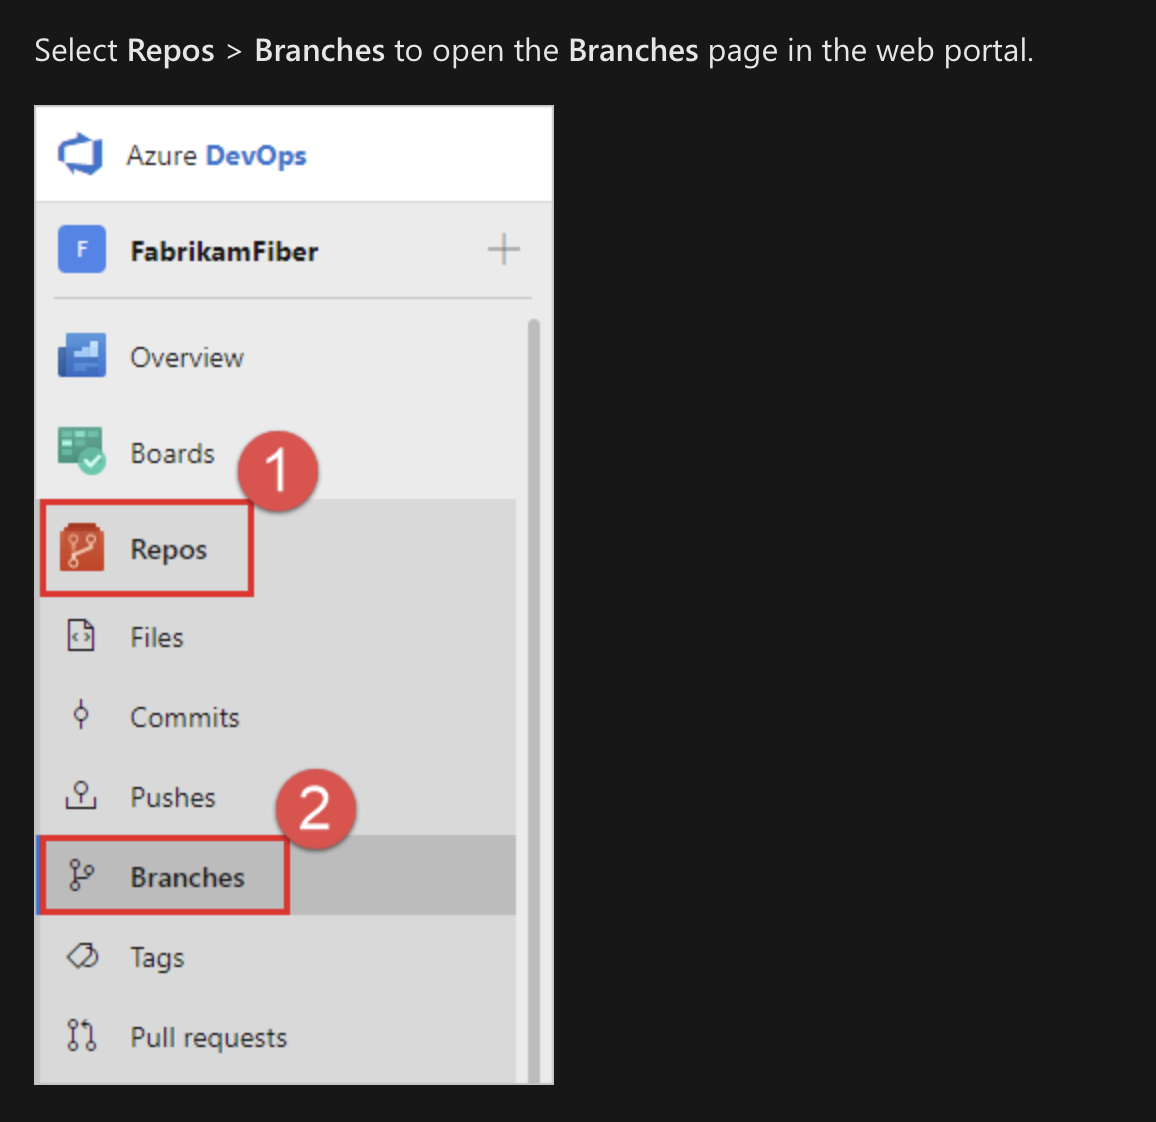 Select Repos > Branches to open the Branches page in the web portal.
Azure DevOps
F FabrikamFiber
Overview
Boards
1
Repos
Files
Commits
Pushes
2
Branches
Tags
Pull requests